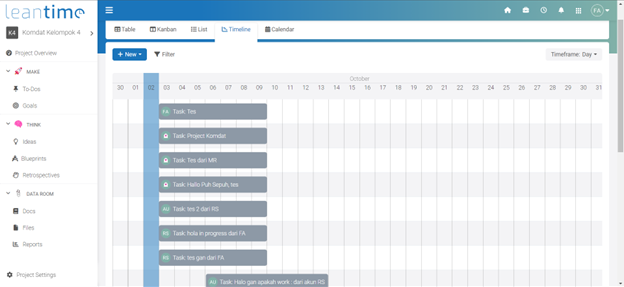 leantime
FA
K4 Komdat Kelompok 4
Table Kanban List Timeline Calendar
Project Overview
+ New Filter Timeframe: Day
MAKE
October
To-Dos
30 01 02 03 04 05 06 07 08 09 10 11 12 13 14 15 16 17 18 19 20 21 22 23 24 25 26 27 28 29 30 31
Goals
FA Task: Tes
THINK
Task: Project Komdat
Ideas
Task: Tes dari MR
Blueprints
Retrospectives
Task: Hallo Puh Sepuh, tes
DATA ROOM
AU Task: tes 2 dari RS
Docs
Files
RS Task: hola in progress dari FA
Reports
RS Task: tes gan dari FA
Project Settings
AU Task: Halo gan apakah work : dari akun RS